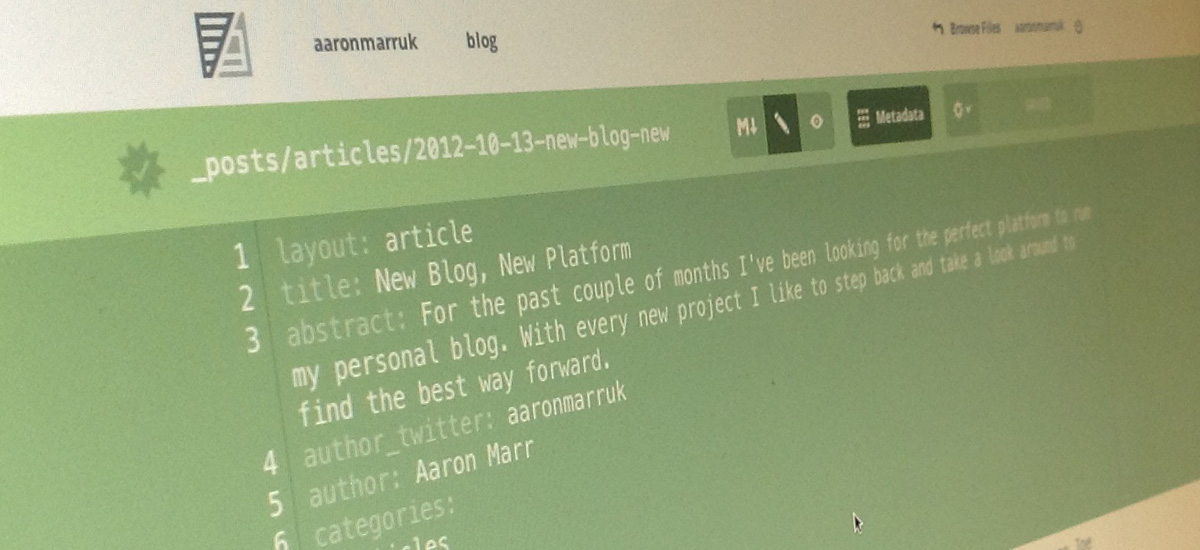 aaronmarruk blog Browse Files aaronmarruk
_posts/articles/2012-10-13-new-blog-new M↓ Metadata
1 layout: article
2 title: New Blog, New Platform
3 abstract: For the past couple of months I've been looking for the perfect platform to run
my personal blog. With every new project I like to step back and take a look around to
find the best way forward.
4 author_twitter: aaronmarruk
5 author: Aaron Marr
6 categories: